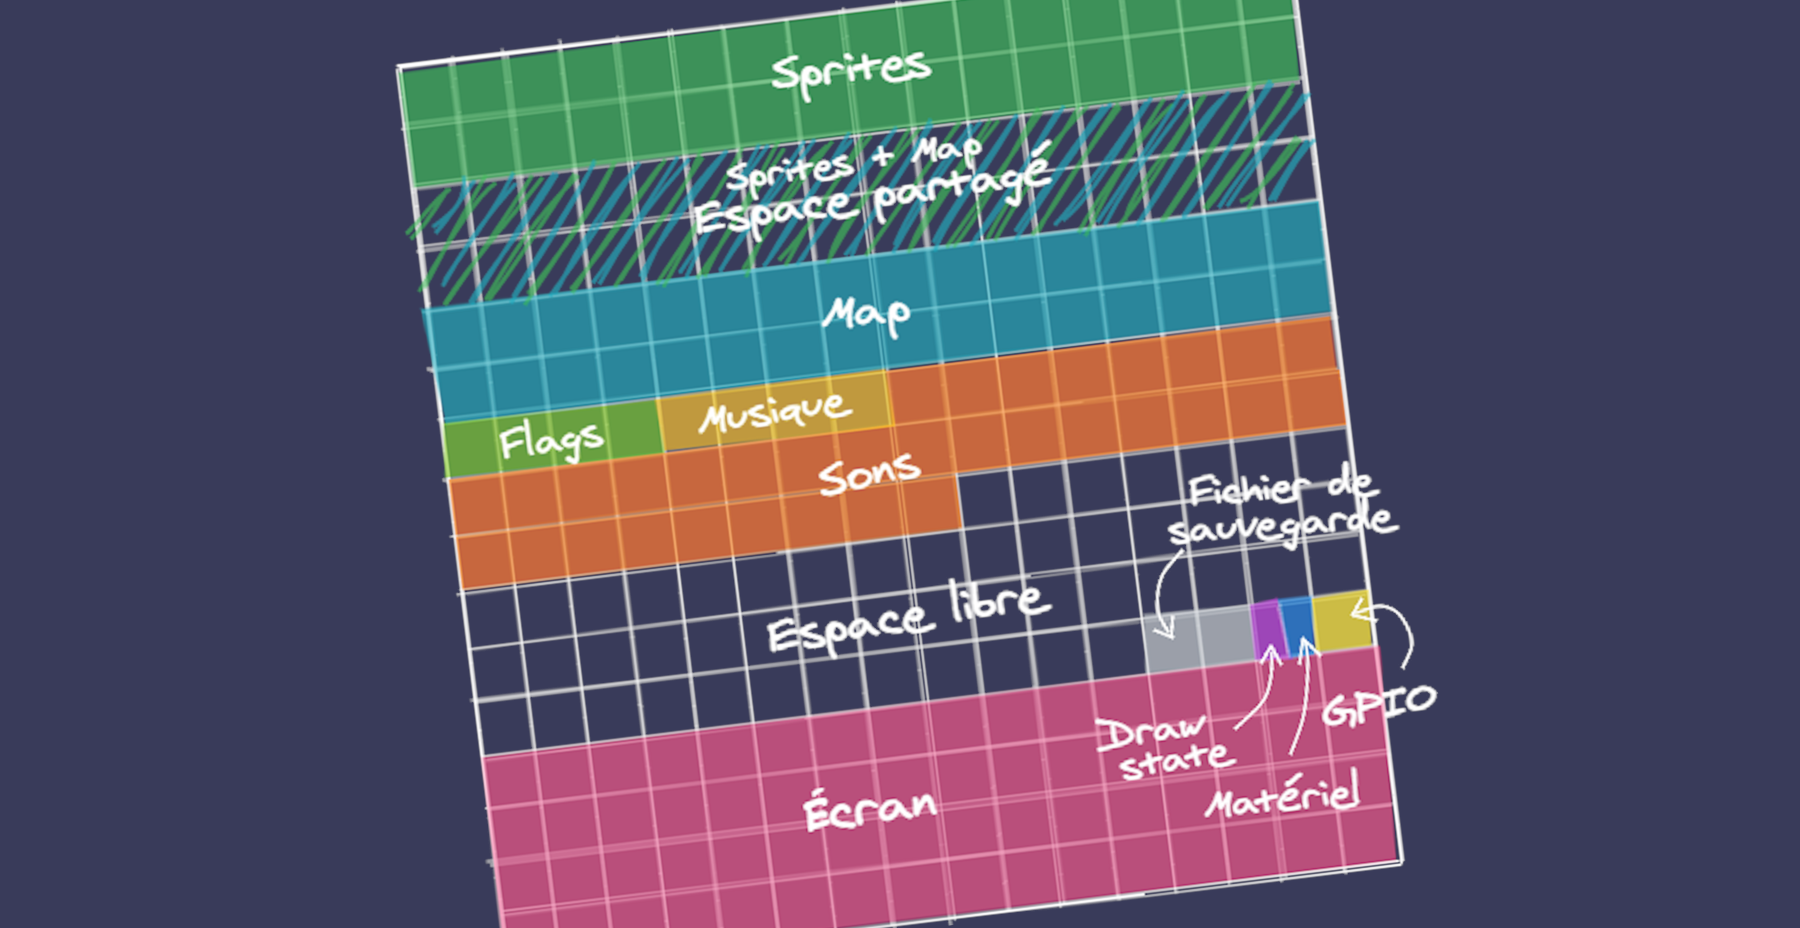 Sprites
Sprites + Map
Espace partagé
Map
Flags
Musique
Sons
Fichier de
sauvegarde
Espace libre
GPIO
Draw
state
Matériel
Écran